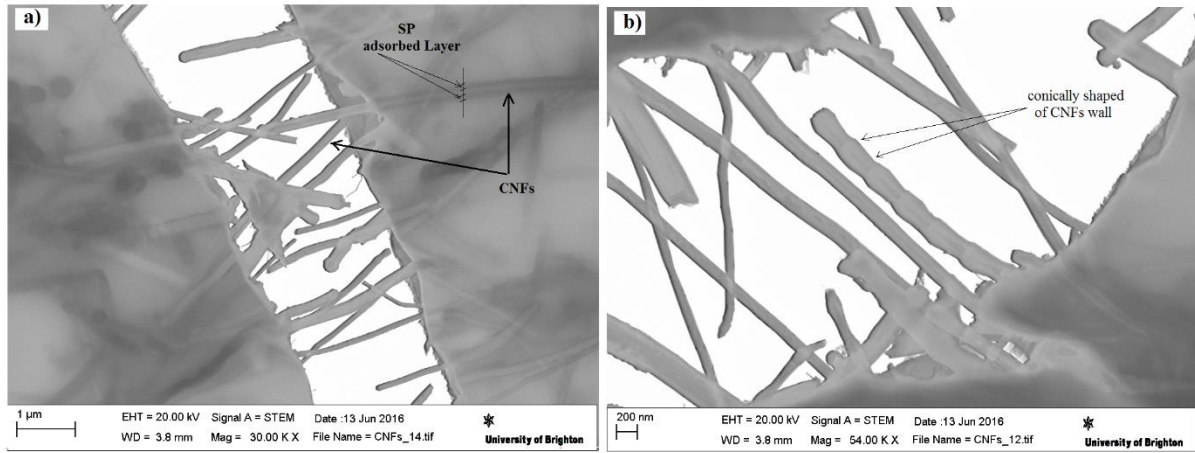 a)
SP
adsorbed Layer
CNFs
1 µm
EHT = 20.00 kV Signal A = STEM Date :13 Jun 2016
WD = 3.8 mm Mag = 30.00 K X File Name = CNFs_14.tif
University of Brighton
b)
conically shaped
of CNFs wall
200 nm
EHT = 20.00 kV Signal A = STEM Date :13 Jun 2016
WD = 3.8 mm Mag = 54.00 K X File Name = CNFs_12.tif
University of Brighton